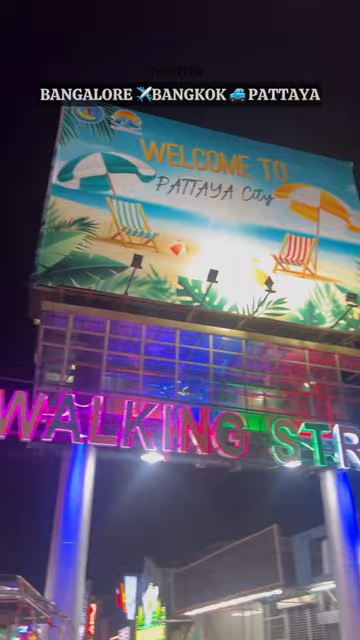 BANGALORE ✈️BANGKOK 🚙PATTAYA
WELCOME TO
PATTAYA City
WALKING STR